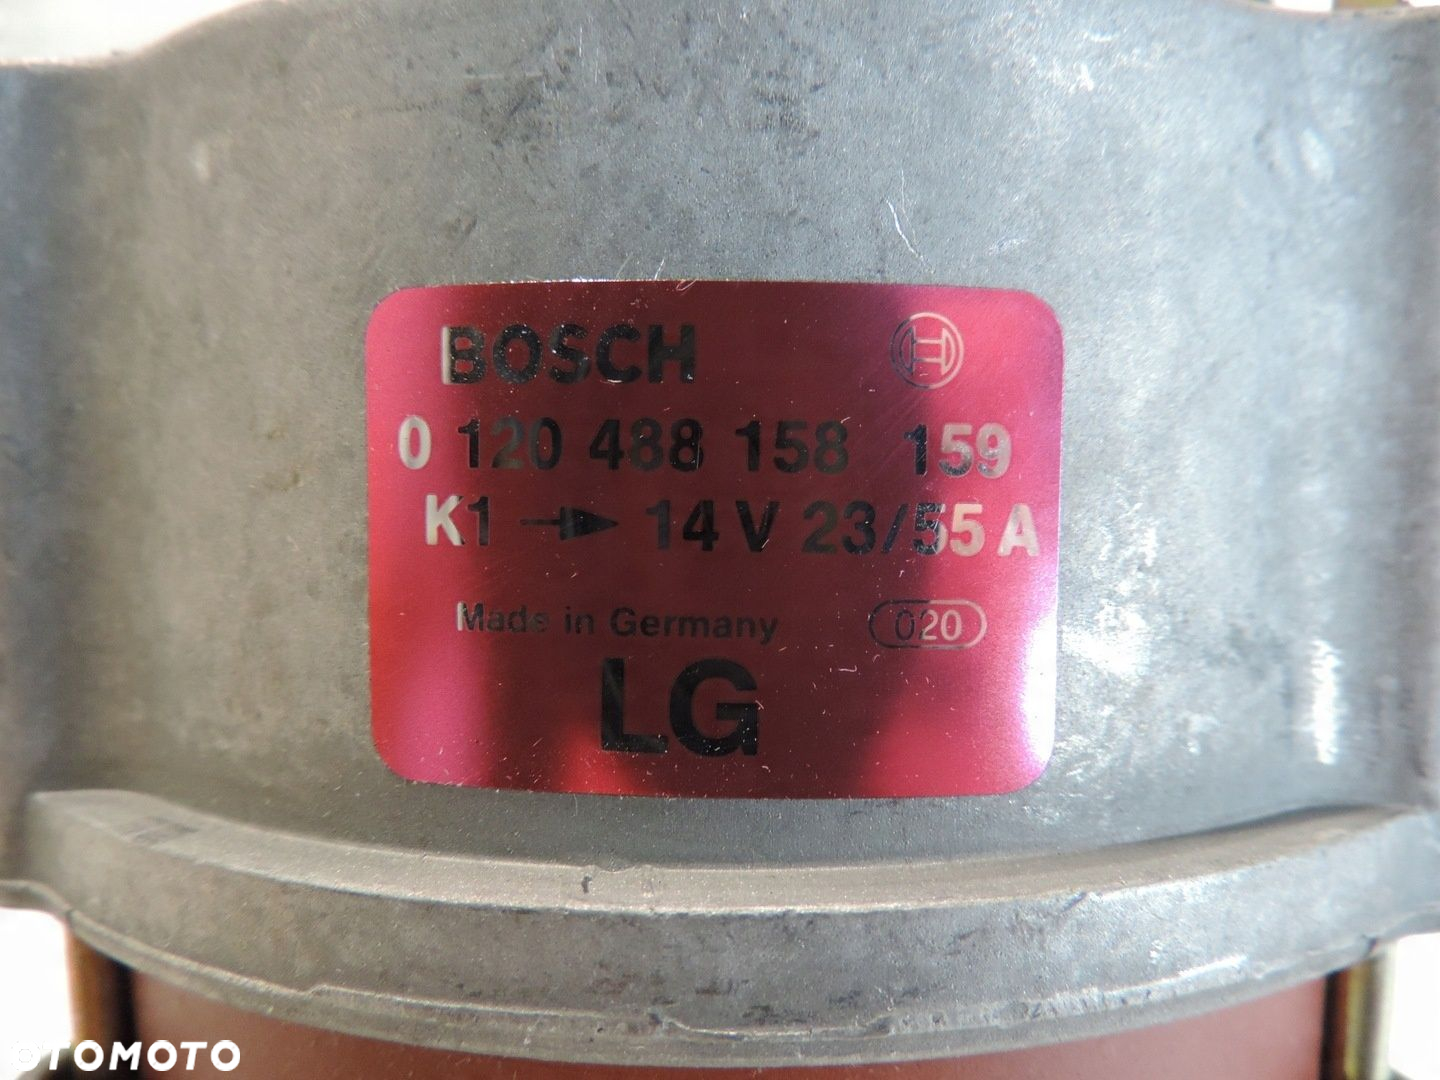 BOSCH
0 120 488 158 159
K1 14 V 23/55 A
Made in Germany 020
LG
OTOMOTO